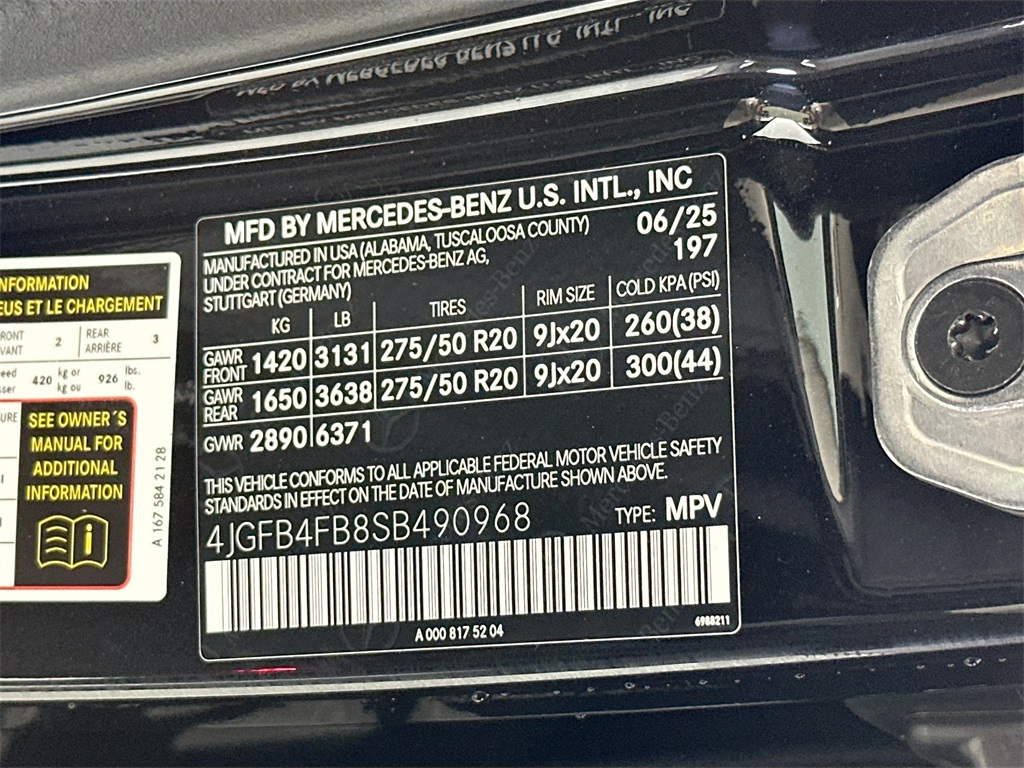 MFD BY MERCEDES-BENZ U.S. INTL., INC
MANUFACTURED IN USA (ALABAMA, TUSCALOOSA COUNTY) 06/25
UNDER CONTRACT FOR MERCEDES-BENZ AG, 197
STUTTGART (GERMANY)
KG LB TIRES RIM SIZE COLD KPA (PSI)
GAWR FRONT 1420 3131 275/50 R20 9Jx20 260(38)
GAWR REAR 1650 3638 275/50 R20 9Jx20 300(44)
GVWR 2890 6371
THIS VEHICLE CONFORMS TO ALL APPLICABLE FEDERAL MOTOR VEHICLE SAFETY
STANDARDS IN EFFECT ON THE DATE OF MANUFACTURE SHOWN ABOVE.
4JGFB4FB8SB490968 TYPE: MPV
A 000 817 52 04
6988211
INFORMATION
EUS ET LE CHARGEMENT
RONT 2 REAR 3
VANT ARRIÈRE
420 kg or 926 lbs.
kg ou lb.
SEE OWNER´S
MANUAL FOR
ADDITIONAL
INFORMATION
A 167 584 21 28